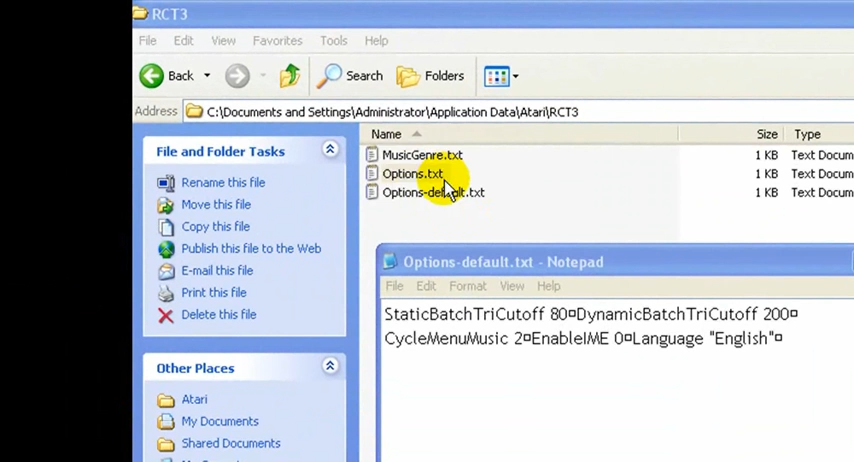 RCT3
File Edit View Favorites Tools Help
Back Search Folders
Address C:\Documents and Settings\Administrator\Application Data\Atari\RCT3
Name Size Type
File and Folder Tasks
MusicGenre.txt 1 KB Text Docum
Options.txt 1 KB Text Docum
Options-default.txt 1 KB Text Docum
Rename this file
Move this file
Copy this file
Publish this file to the Web
E-mail this file
Print this file
Delete this file
Options-default.txt - Notepad
File Edit Format View Help
StaticBatchTriCutoff 80¤DynamicBatchTriCutoff 200¤
CycleMenuMusic 2¤EnableIME 0¤Language "English"¤
Other Places
Atari
My Documents
Shared Documents